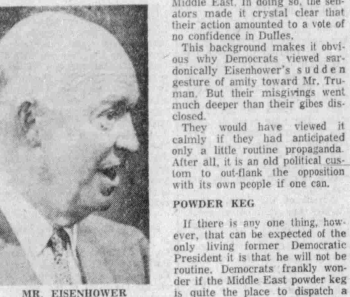 Middle East. In doing so, the sen-
ators made it crystal clear that
their action amounted to a vote of
no confidence in Dulles.
This background makes it obvi-
ous why Democrats viewed sar-
donically Eisenhower's sudden
gesture of amity toward Mr. Tru-
man. But their misgivings went
much deeper than their gibes dis-
closed.
They would have viewed it
calmly if they had anticipated
only a little routine propaganda.
After all, it is an old political cus-
tom to out-flank the opposition
with its own people if one can.
POWDER KEG
If there is any one thing, how-
ever, that can be expected of the
only living former Democratic
President it is that he will not be
routine. Democrats frankly won-
der if the Middle East powder keg
is quite the place to dispatch a
MR. EISENHOWER